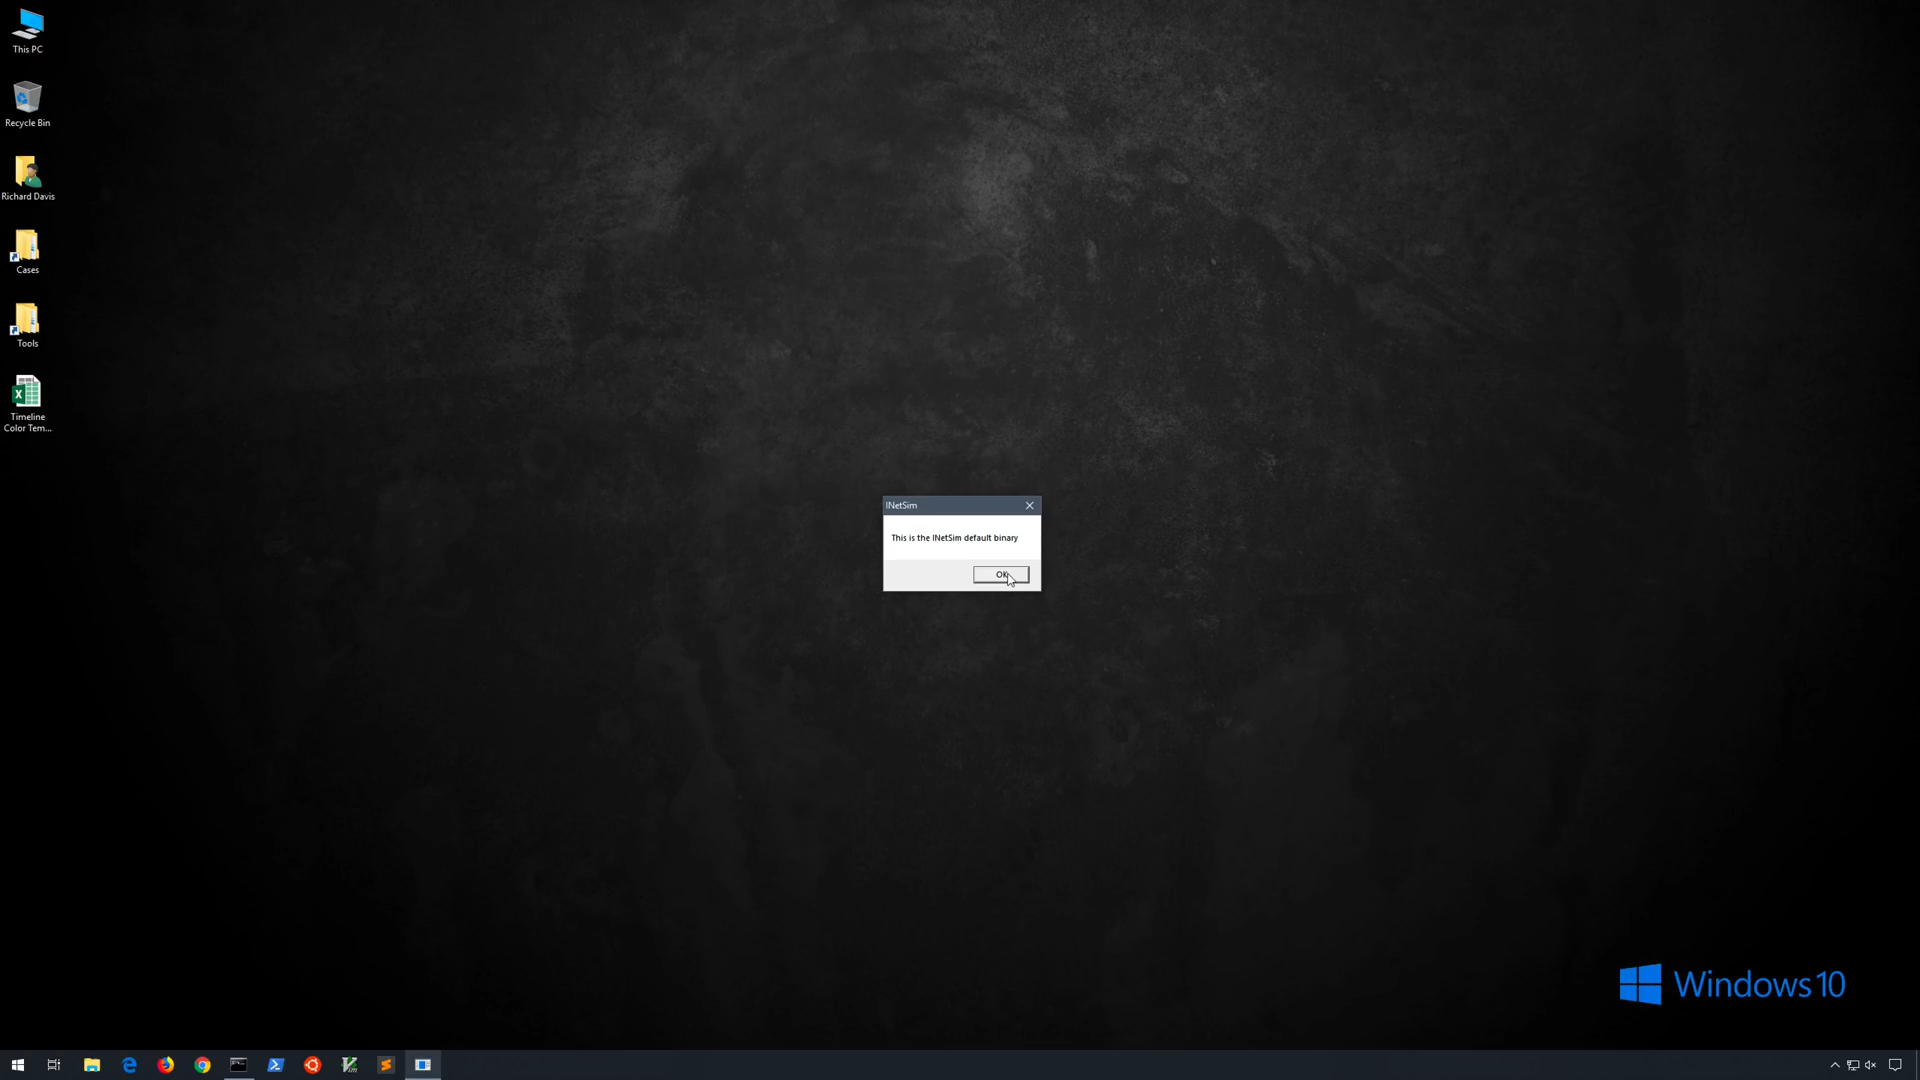 This PC
Recycle Bin
Richard Davis
Cases
Tools
Timeline
Color Tem...
INetSim
This is the INetSim default binary
OK
Windows 10